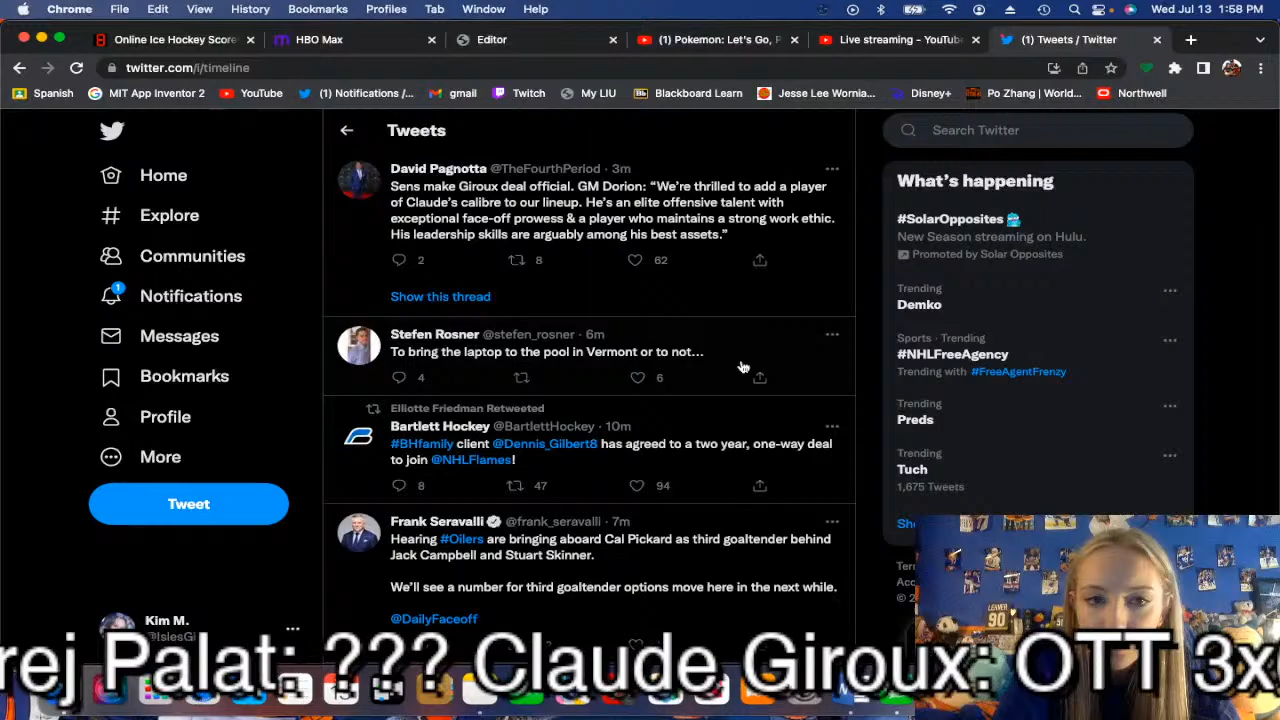 Chrome File Edit View History Bookmarks Profiles Tab Window Help Wed Jul 13 1:58 PM
Online Ice Hockey Score HBO Max Editor (1) Pokemon: Let's Go, P Live streaming - YouTube (1) Tweets / Twitter
twitter.com/i/timeline
Spanish MIT App Inventor 2 YouTube (1) Notifications /... gmail Twitch My LIU Blackboard Learn Jesse Lee Wornia... Disney+ Po Zhang | World... Northwell
Home
Explore
Communities
1
Notifications
Messages
Bookmarks
Profile
More
Tweet
Kim M.
@IslesGi
Tweets
David Pagnotta @TheFourthPeriod · 3m
Sens make Giroux deal official. GM Dorion: “We're thrilled to add a player
of Claude's calibre to our lineup. He's an elite offensive talent with
exceptional face-off prowess & a player who maintains a strong work ethic.
His leadership skills are arguably among his best assets.”
2 8 62
Show this thread
Stefen Rosner @stefen_rosner · 6m
To bring the laptop to the pool in Vermont or to not...
4 6
Elliotte Friedman Retweeted
Bartlett Hockey @BartlettHockey · 10m
#BHfamily client @Dennis_Gilbert8 has agreed to a two year, one-way deal
to join @NHLFlames!
8 47 94
Frank Seravalli @frank_seravalli · 7m
Hearing #Oilers are bringing aboard Cal Pickard as third goaltender behind
Jack Campbell and Stuart Skinner.
We'll see a number for third goaltender options move here in the next while.
@DailyFaceoff
Search Twitter
What's happening
#SolarOpposites
New Season streaming on Hulu.
Promoted by Solar Opposites
Trending
Demko
Sports · Trending
#NHLFreeAgency
Trending with #FreeAgentFrenzy
Trending
Preds
Trending
Tuch
1,675 Tweets
LEHNER
90
rej Palat: ??? Claude Giroux: OTT 3x